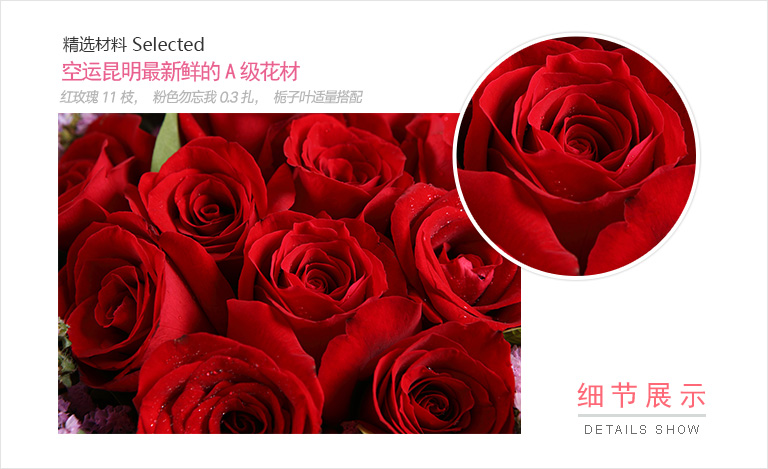 精选材料 Selected
空运昆明最新鲜的 A 级花材
红玫瑰 11 枝， 粉色勿忘我 0.3 扎， 栀子叶适量搭配
细节展示
DETAILS SHOW